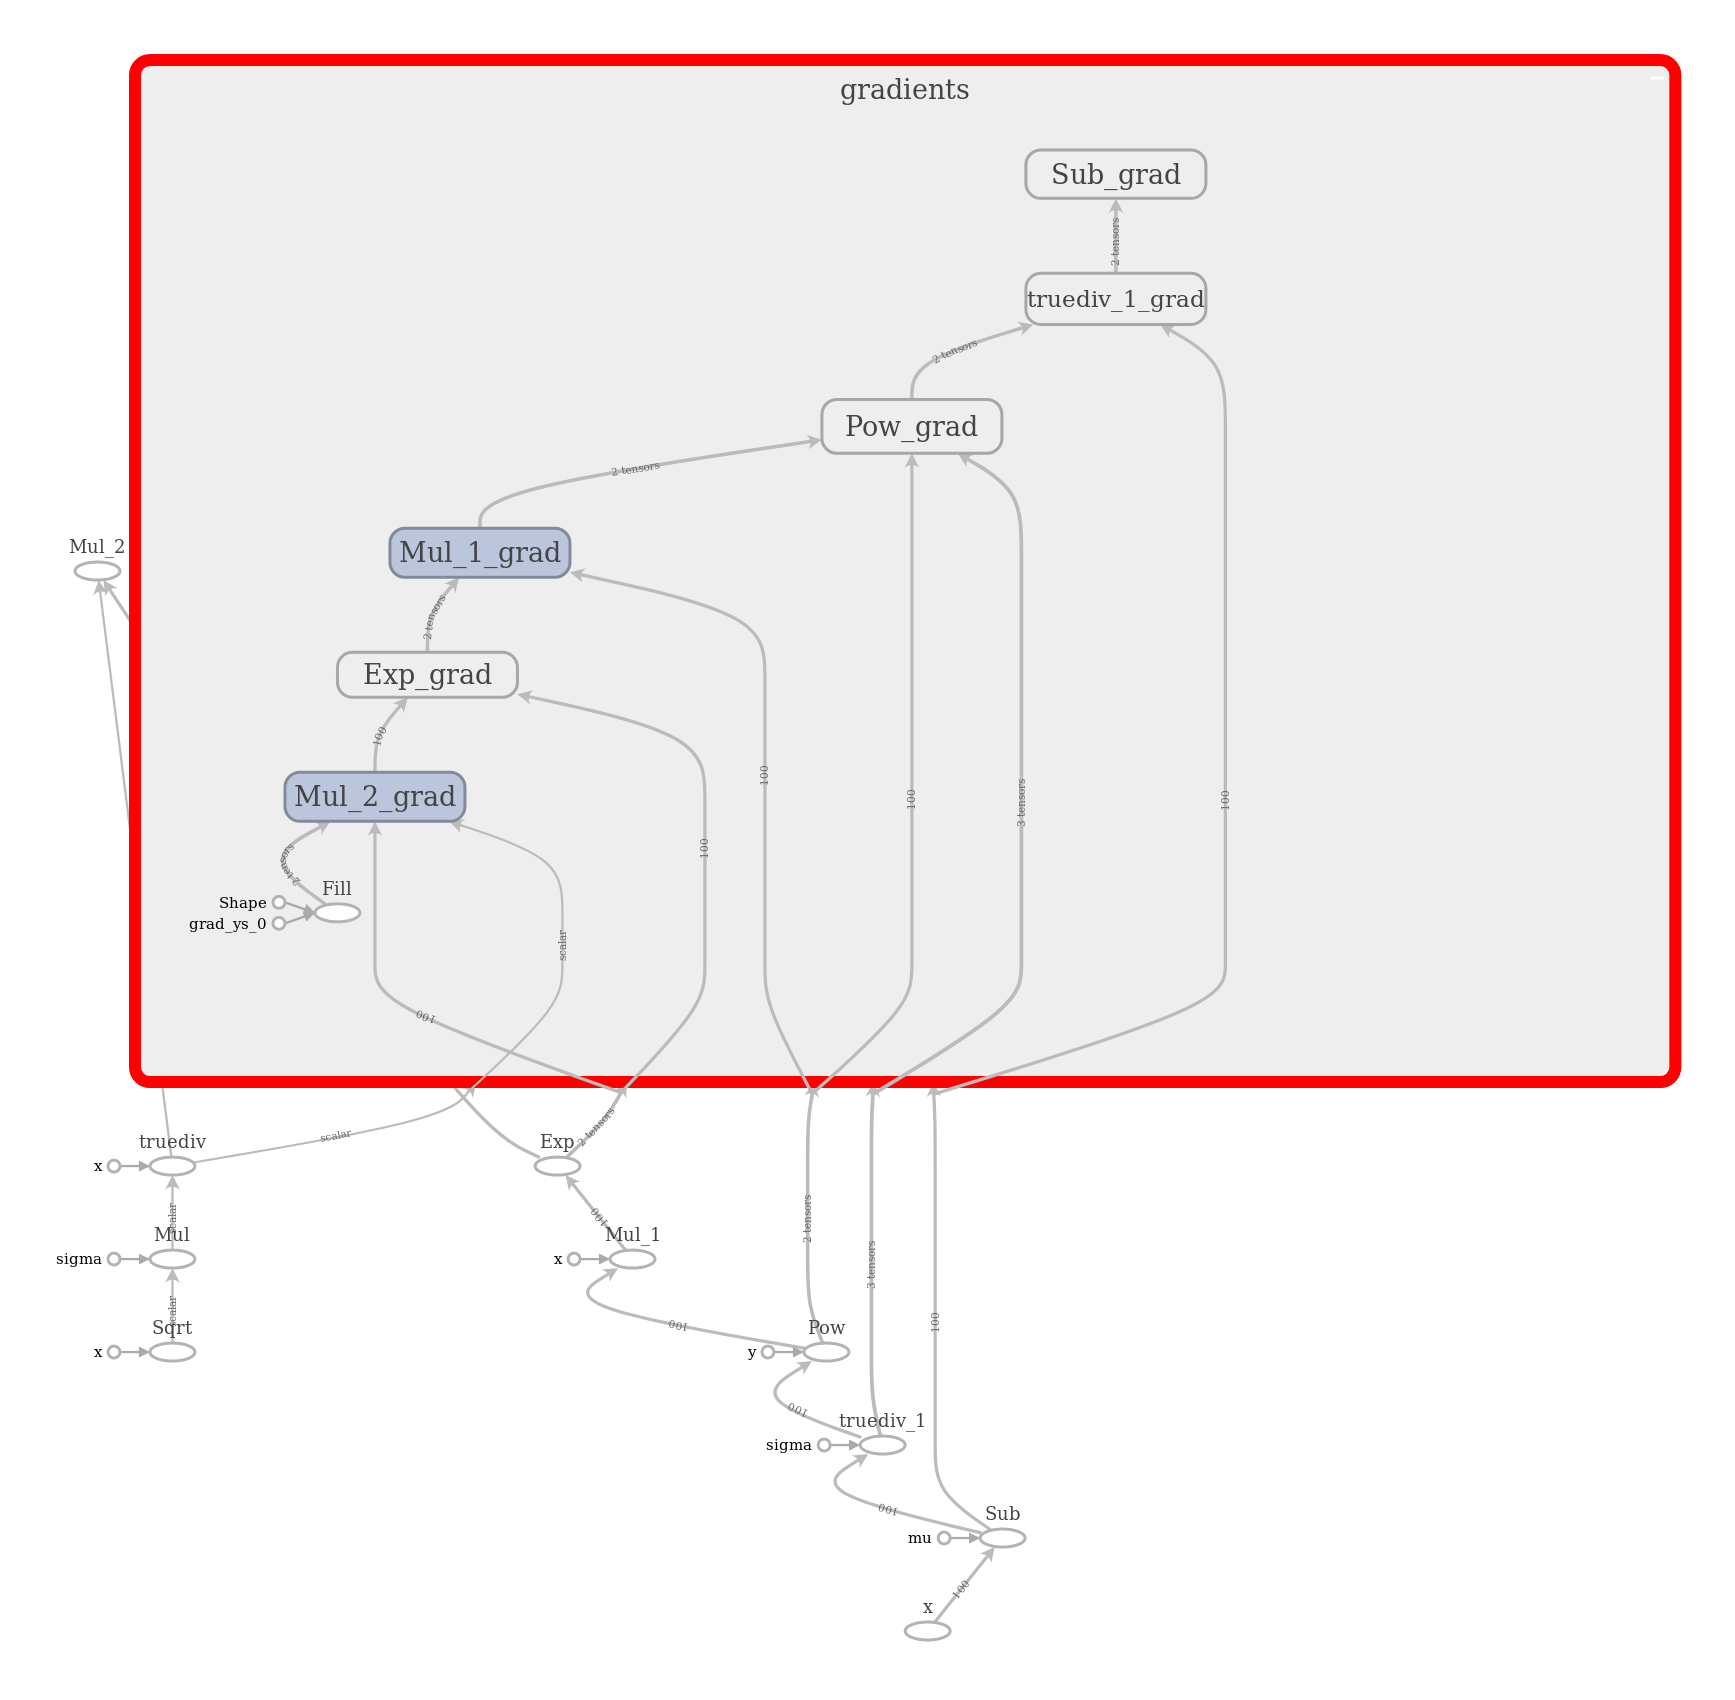 gradients
Sub_grad
2 tensors
truediv_1_grad
2 tensors
Pow_grad
2 tensors
Mul_1_grad
Mul_2
2 tensors
Exp_grad
100
100
100
3 tensors
100
Mul_2_grad
100
2 tensors
Fill
Shape
grad_ys_0
scalar
100
truediv
scalar
Exp
2 tensors
x
scalar
Mul
100
Mul_1
2 tensors
sigma
x
3 tensors
scalar
Sqrt
100
Pow
100
x
y
100
truediv_1
sigma
100
Sub
mu
100
x